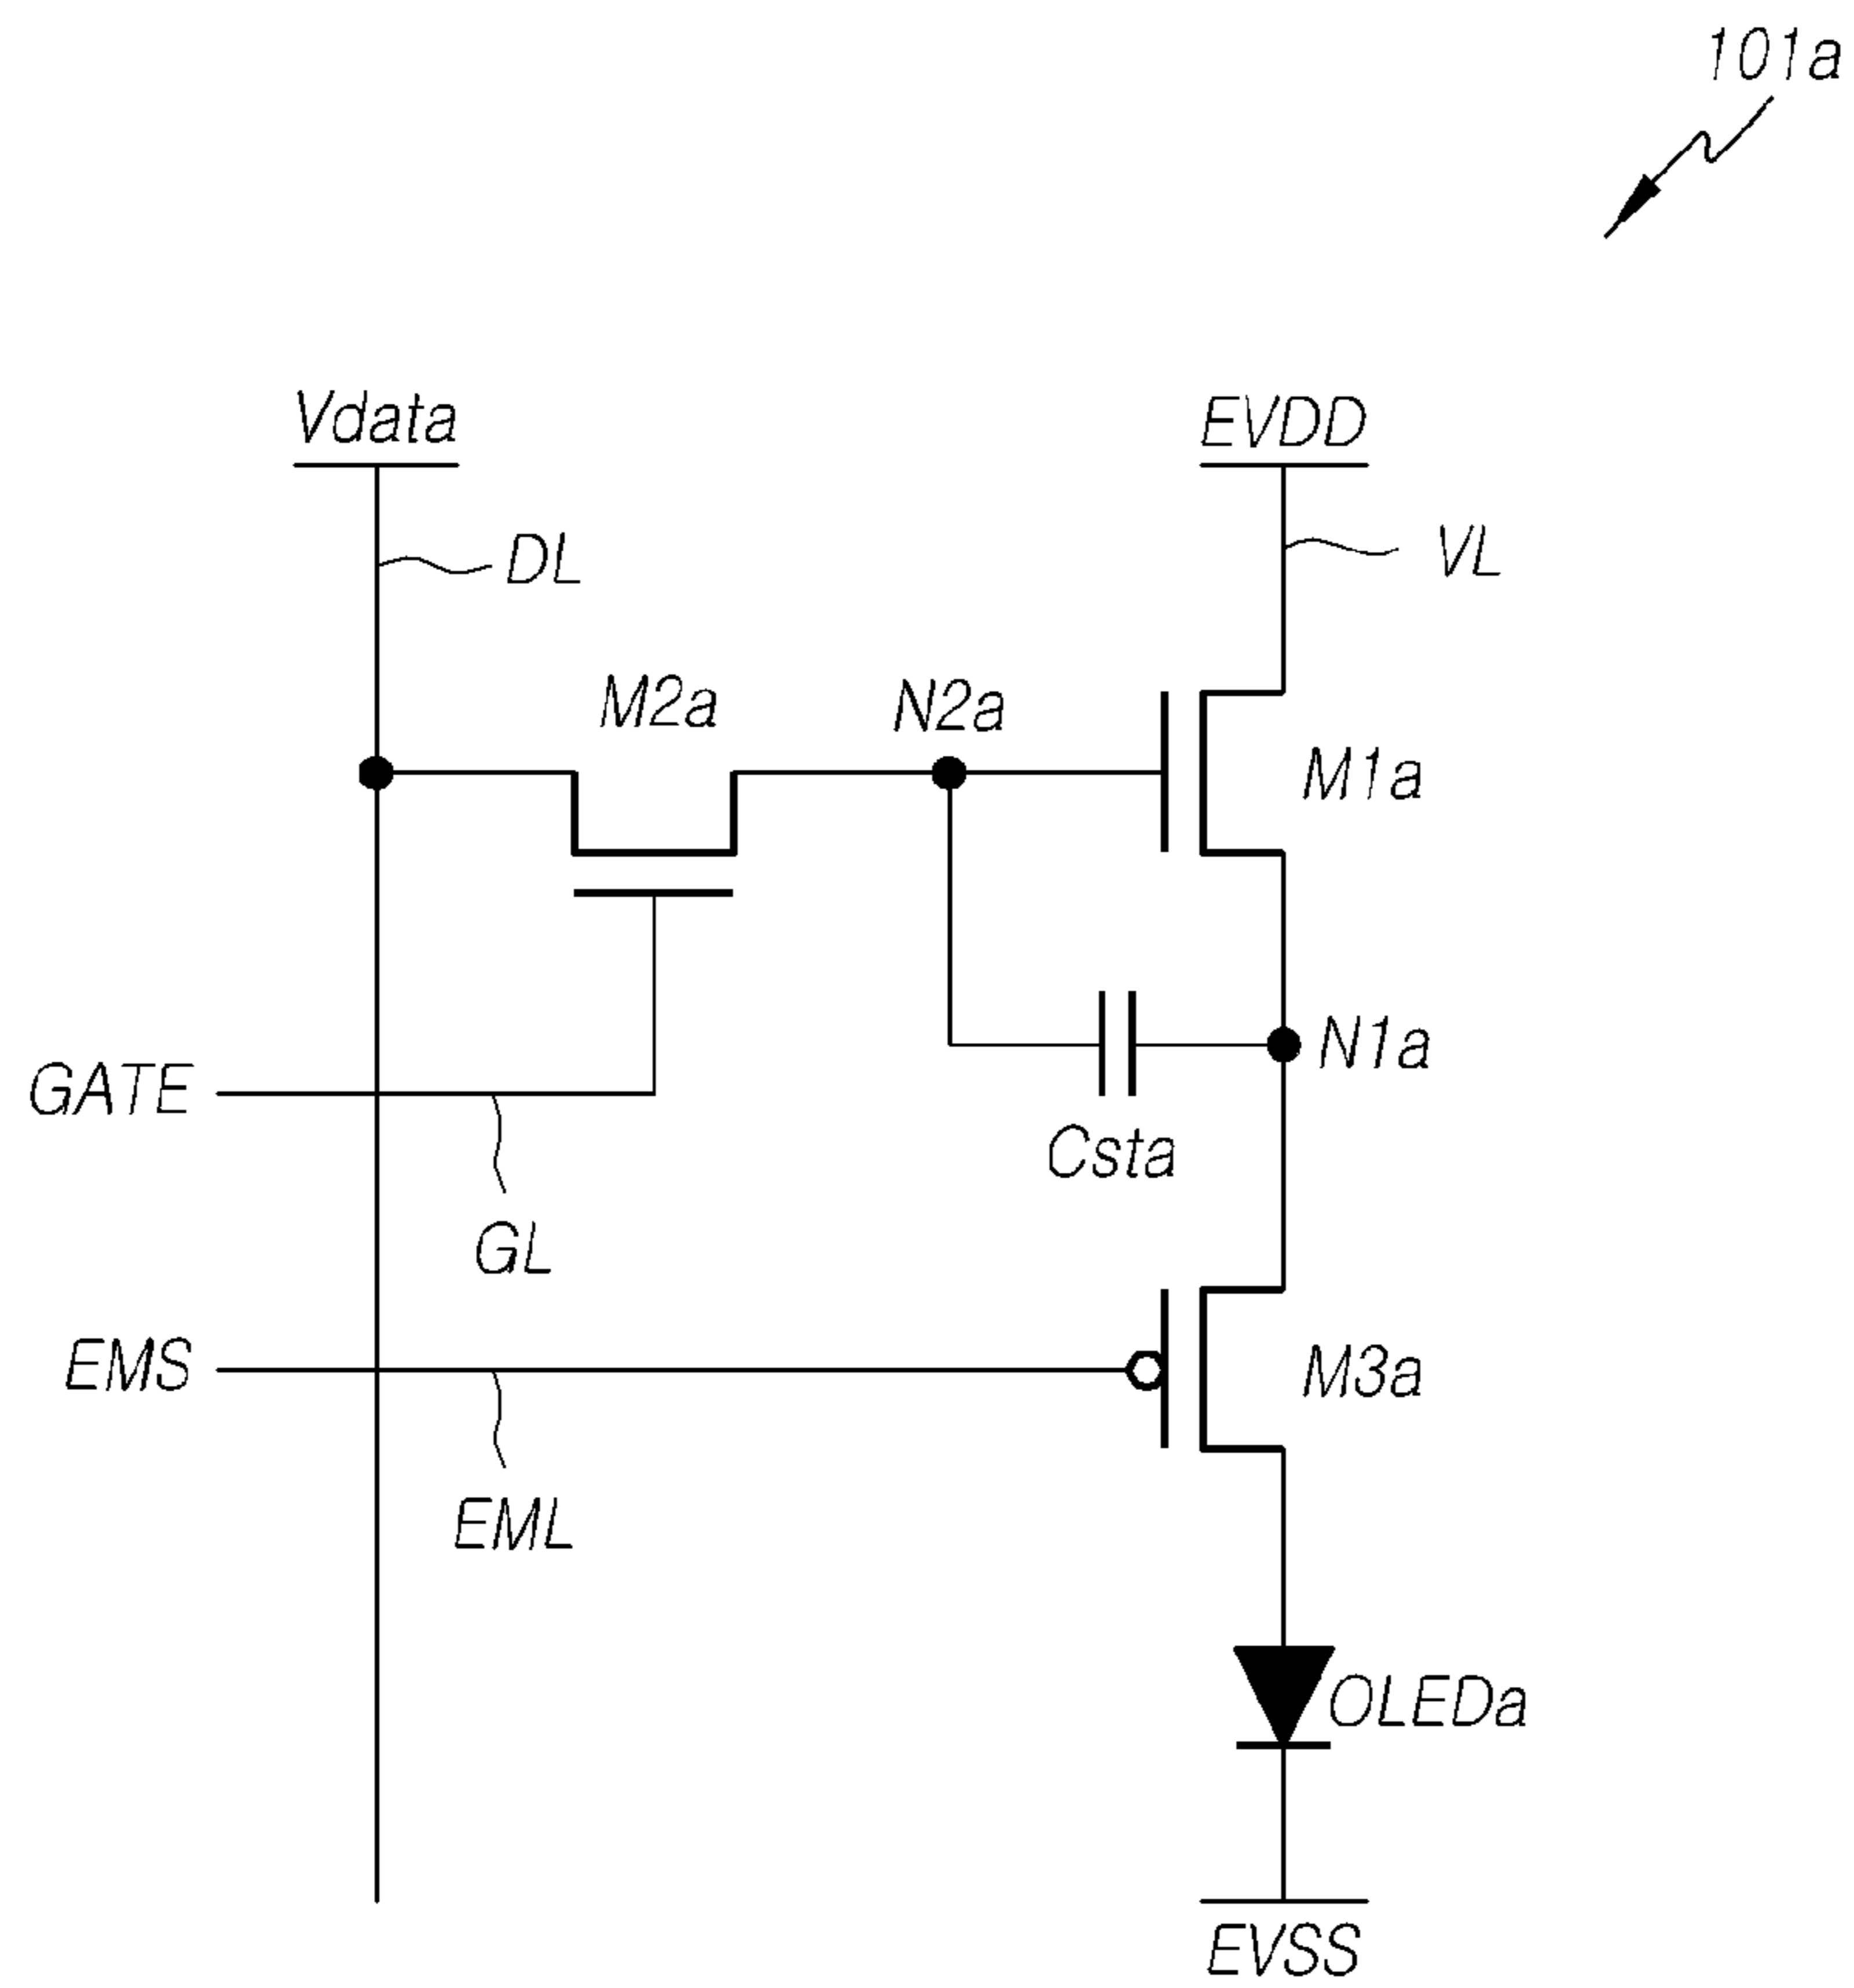 101a
Vdata
EVDD
DL
VL
M2a
N2a
M1a
GATE
N1a
Csta
GL
EMS
M3a
EML
OLEDa
EVSS